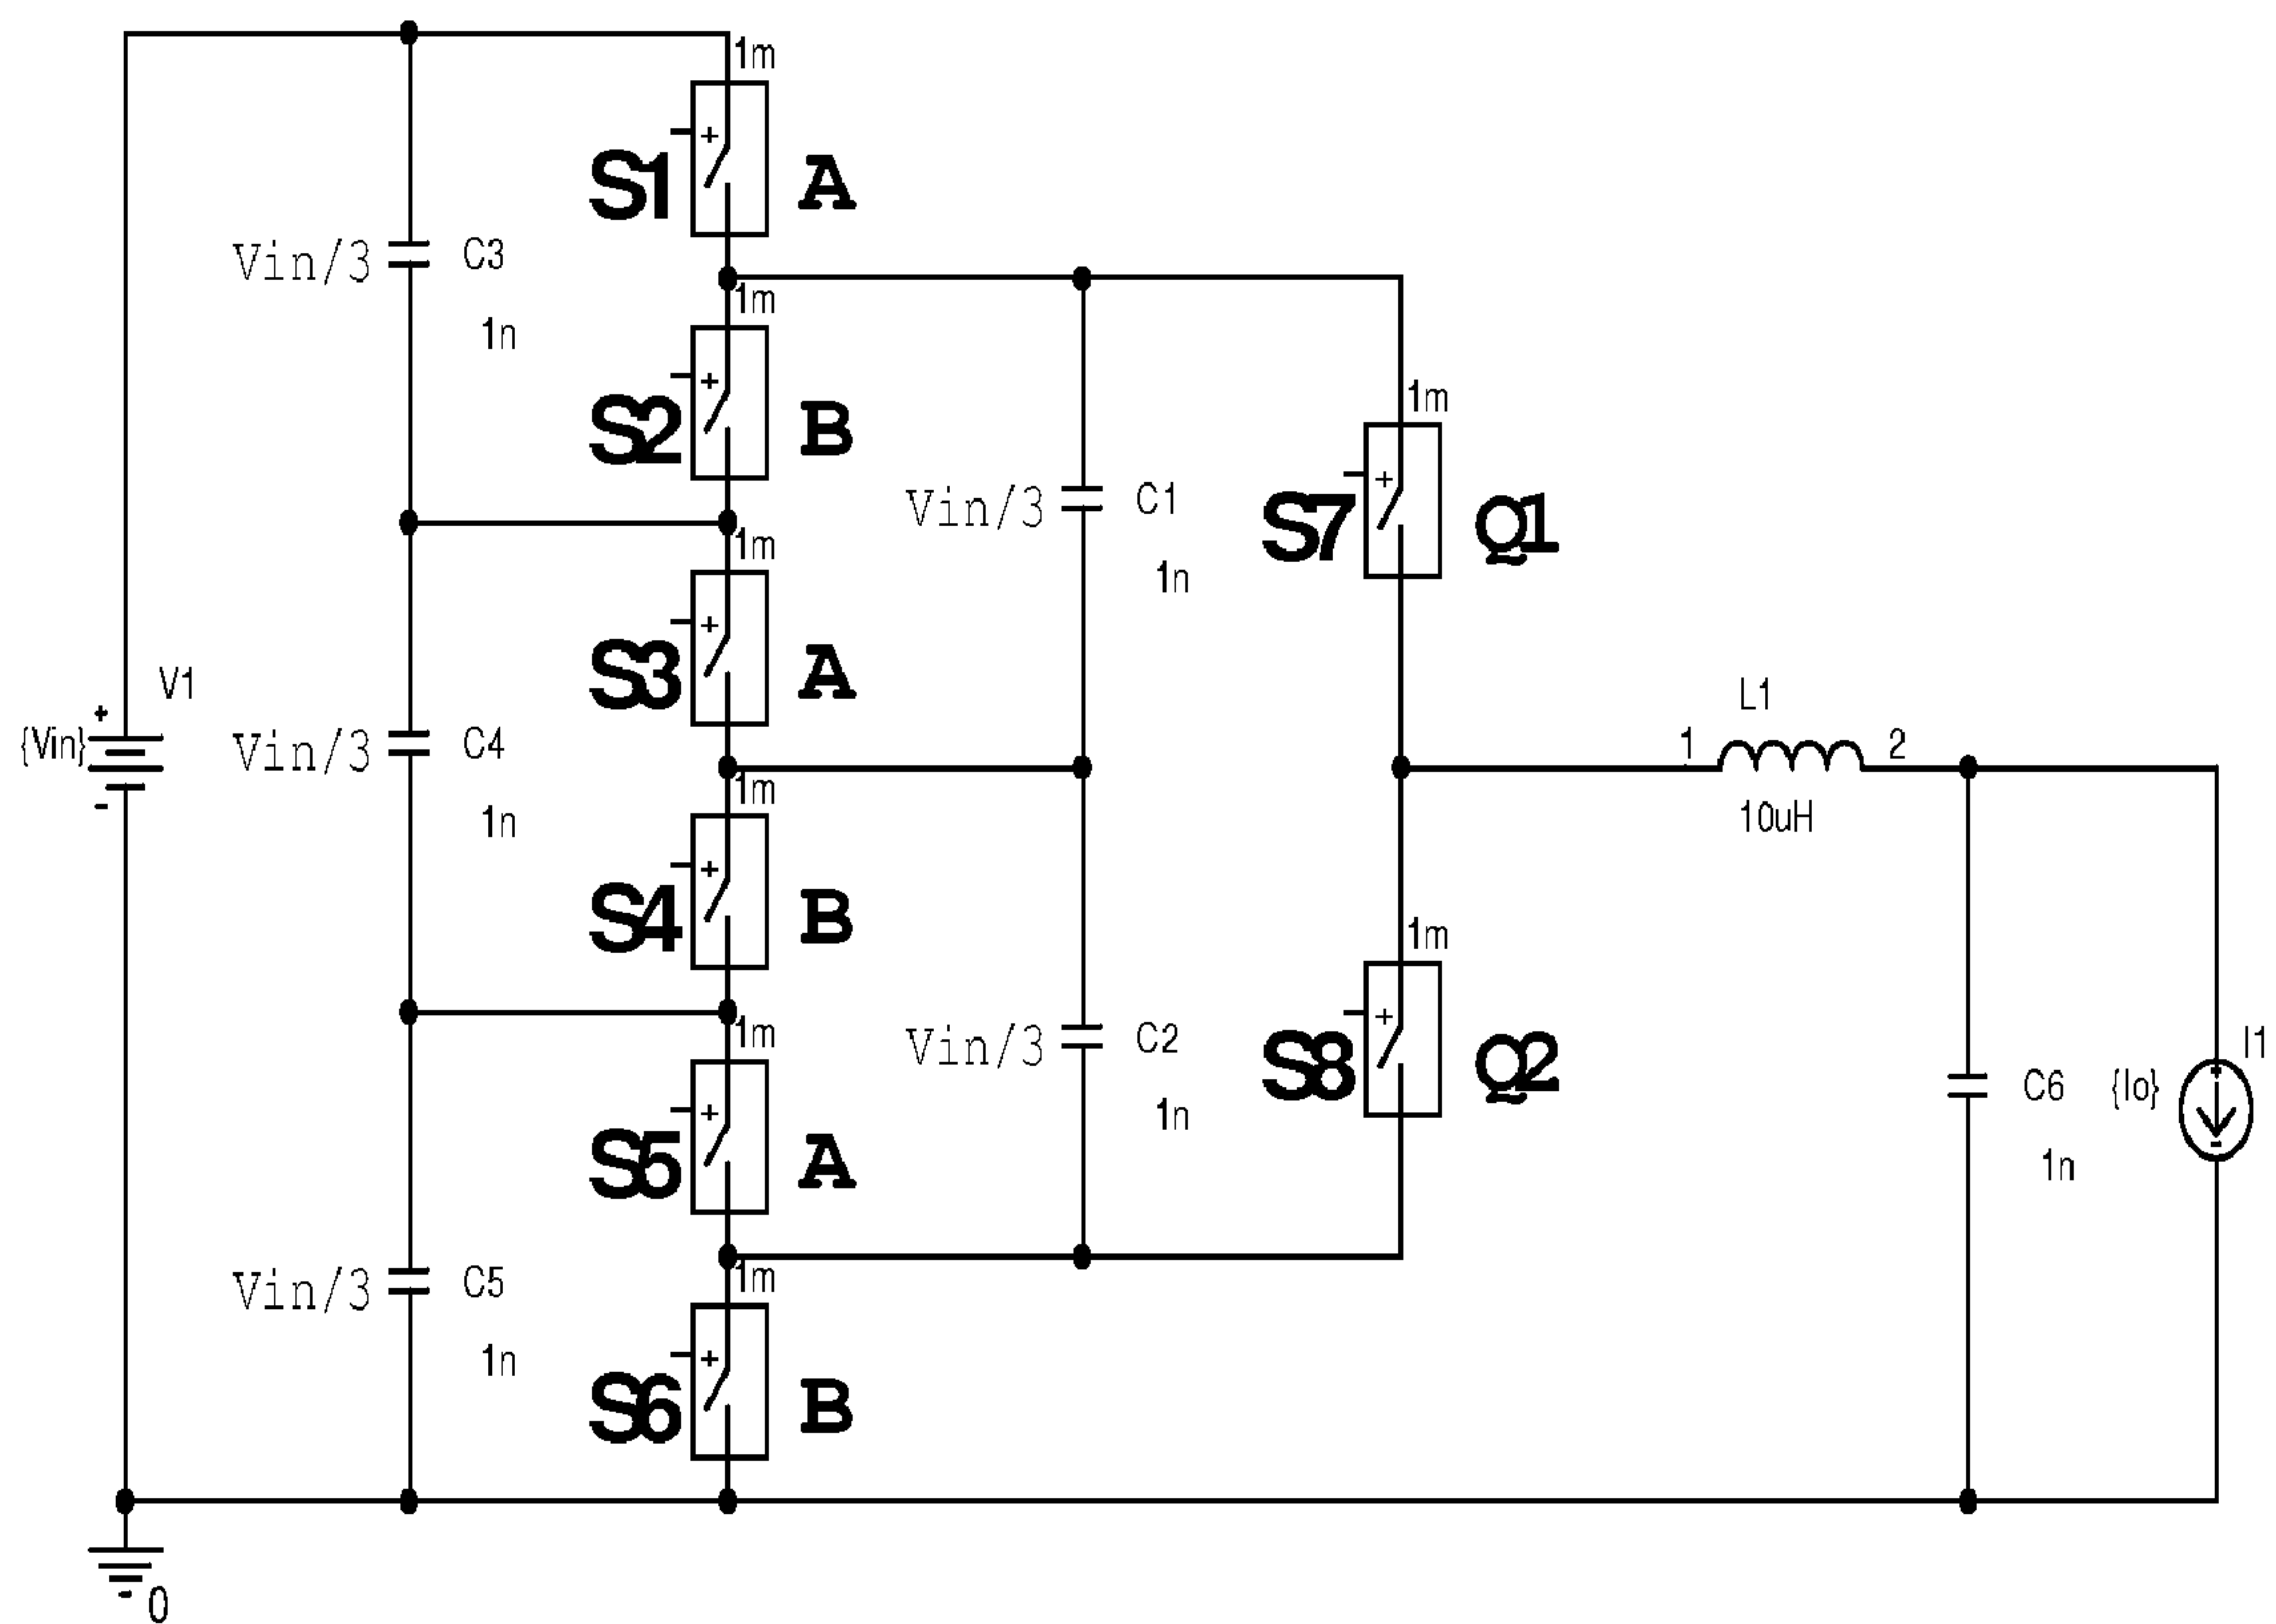 1m
+
S1 A
Vin/3 C3
1n
1m
+
S2 B
Vin/3 C1
1n
1m
+
S7 Q1
1m
+
S3 A
V1
+
{Vin}
-
Vin/3 C4
1n
L1
1 2
10uH
1m
+
S4 B
1m
+
S8 Q2
1m
+
S5 A
Vin/3 C2
1n
C6
1n
I1
+
{Io}
-
Vin/3 C5
1n
1m
+
S6 B
0